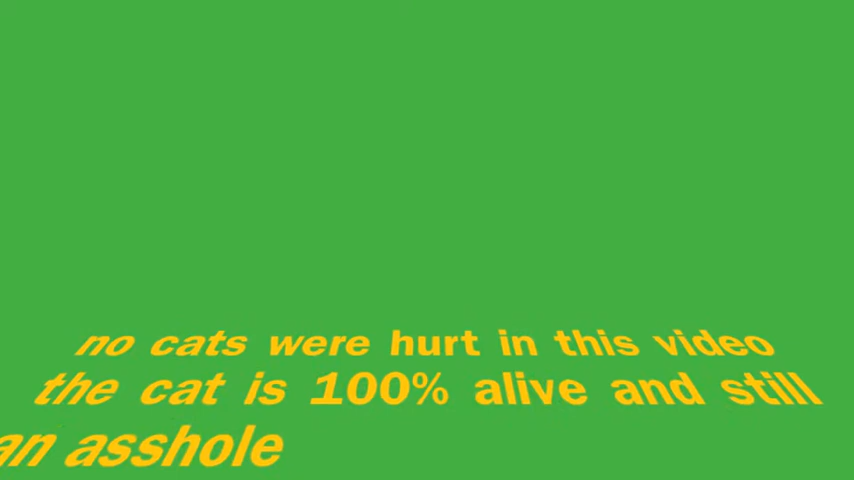 no cats were hurt in this video
the cat is 100% alive and still
an asshole